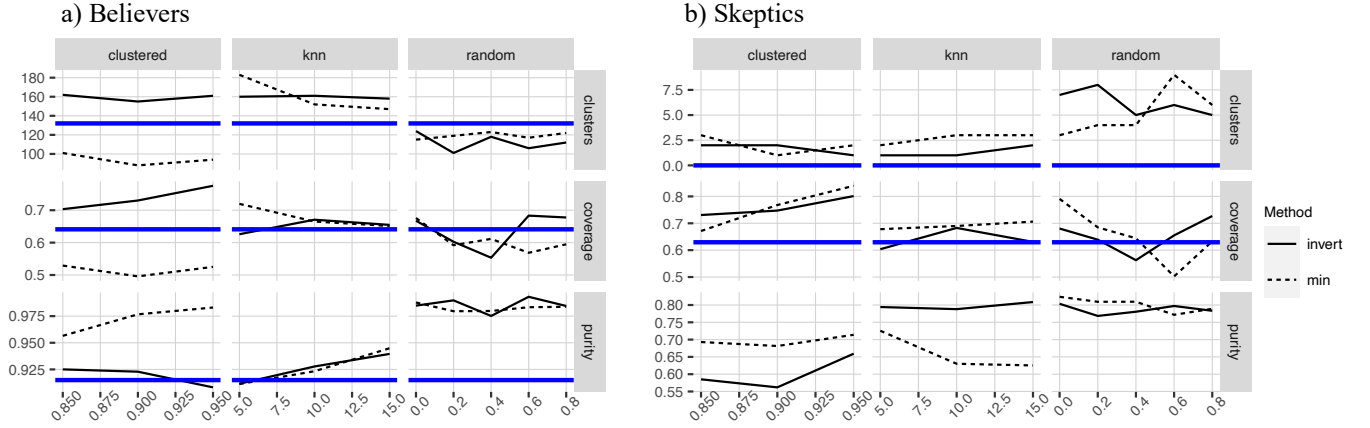 a) Believers
b) Skeptics
clustered knn random
clustered knn random
180
160
140
120
100
clusters
7.5
5.0
2.5
0.0
clusters
0.7
0.6
0.5
coverage
0.8
0.7
0.6
0.5
coverage
0.975
0.950
0.925
purity
0.80
0.75
0.70
0.65
0.60
0.55
purity
0.850 0.875 0.900 0.925 0.950 5.0 7.5 10.0 12.5 15.0 0.0 0.2 0.4 0.6 0.8
0.850 0.875 0.900 0.925 0.950 5.0 7.5 10.0 12.5 15.0 0.0 0.2 0.4 0.6 0.8
Method
invert
min